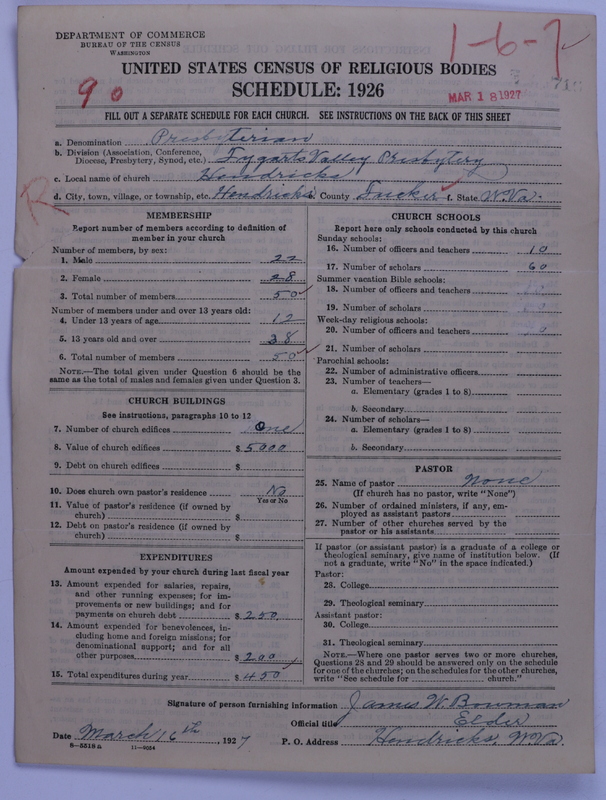 DEPARTMENT OF COMMERCE
BUREAU OF THE CENSUS
WASHINGTON
1-6-7
UNITED STATES CENSUS OF RELIGIOUS BODIES
SCHEDULE: 1926
90
MAR 18 1927
FILL OUT A SEPARATE SCHEDULE FOR EACH CHURCH. SEE INSTRUCTIONS ON THE BACK OF THIS SHEET
a. Denomination Presbyterian
b. Division (Association, Conference, Diocese, Presbytery, Synod, etc.) Tygarts Valley Presbytery
c. Local name of church Hendricks
R
d. City, town, village, or township, etc. Hendricks e. County Tucker f. State W.Va.
MEMBERSHIP
Report number of members according to definition of
member in your church
Number of members, by sex:
1. Male 22
2. Female 28
3. Total number of members 50
Number of members under and over 13 years old:
4. Under 13 years of age 12
5. 13 years old and over 38
6. Total number of members 50
NOTE.—The total given under Question 6 should be the
same as the total of males and females given under Question 3.
CHURCH BUILDINGS
See instructions, paragraphs 10 to 12
7. Number of church edifices One
8. Value of church edifices $5000
9. Debt on church edifices $
10. Does church own pastor's residence No
Yes or No
11. Value of pastor's residence (if owned by
church) $
12. Debt on pastor's residence (if owned by
church) $
EXPENDITURES
Amount expended by your church during last fiscal year
13. Amount expended for salaries, repairs,
and other running expenses; for im-
provements or new buildings; and for
payments on church debt $250
14. Amount expended for benevolences, in-
cluding home and foreign missions; for
denominational support; and for all
other purposes $200
15. Total expenditures during year $450
CHURCH SCHOOLS
Report here only schools conducted by this church
Sunday schools:
16. Number of officers and teachers 10
17. Number of scholars 60
Summer vacation Bible schools:
18. Number of officers and teachers
19. Number of scholars
Week-day religious schools:
20. Number of officers and teachers
21. Number of scholars
Parochial schools:
22. Number of administrative officers
23. Number of teachers—
a. Elementary (grades 1 to 8)
b. Secondary
24. Number of scholars—
a. Elementary (grades 1 to 8)
b. Secondary
PASTOR
25. Name of pastor None
(If church has no pastor, write "None")
26. Number of ordained ministers, if any, em-
ployed as assistant pastors
27. Number of other churches served by the
pastor or his assistants
If pastor (or assistant pastor) is a graduate of a college or
theological seminary, give name of institution below. (If
not a graduate, write "No" in the space indicated.)
Pastor:
28. College
29. Theological seminary
Assistant pastor:
30. College
31. Theological seminary
NOTE.—Where one pastor serves two or more churches,
Questions 28 and 29 should be answered only on the schedule
for one of the churches; on the schedules for the other churches,
write "See schedule for church."
Signature of person furnishing information James W. Bowman
Official title Elder
Date March 16th, 1927 P. O. Address Hendricks, W.Va.
8—5518a 11—9034